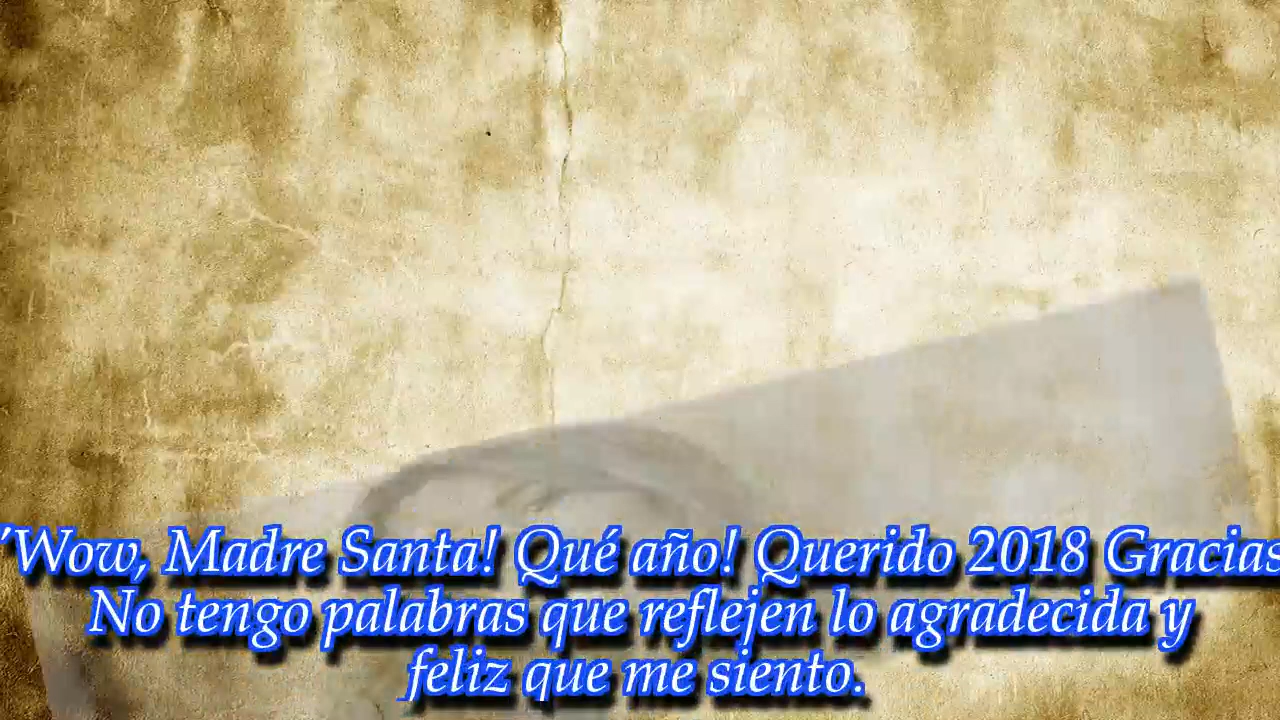 "Wow, Madre Santa! Qué año! Querido 2018 Gracias
No tengo palabras que reflejen lo agradecida y
feliz que me siento.